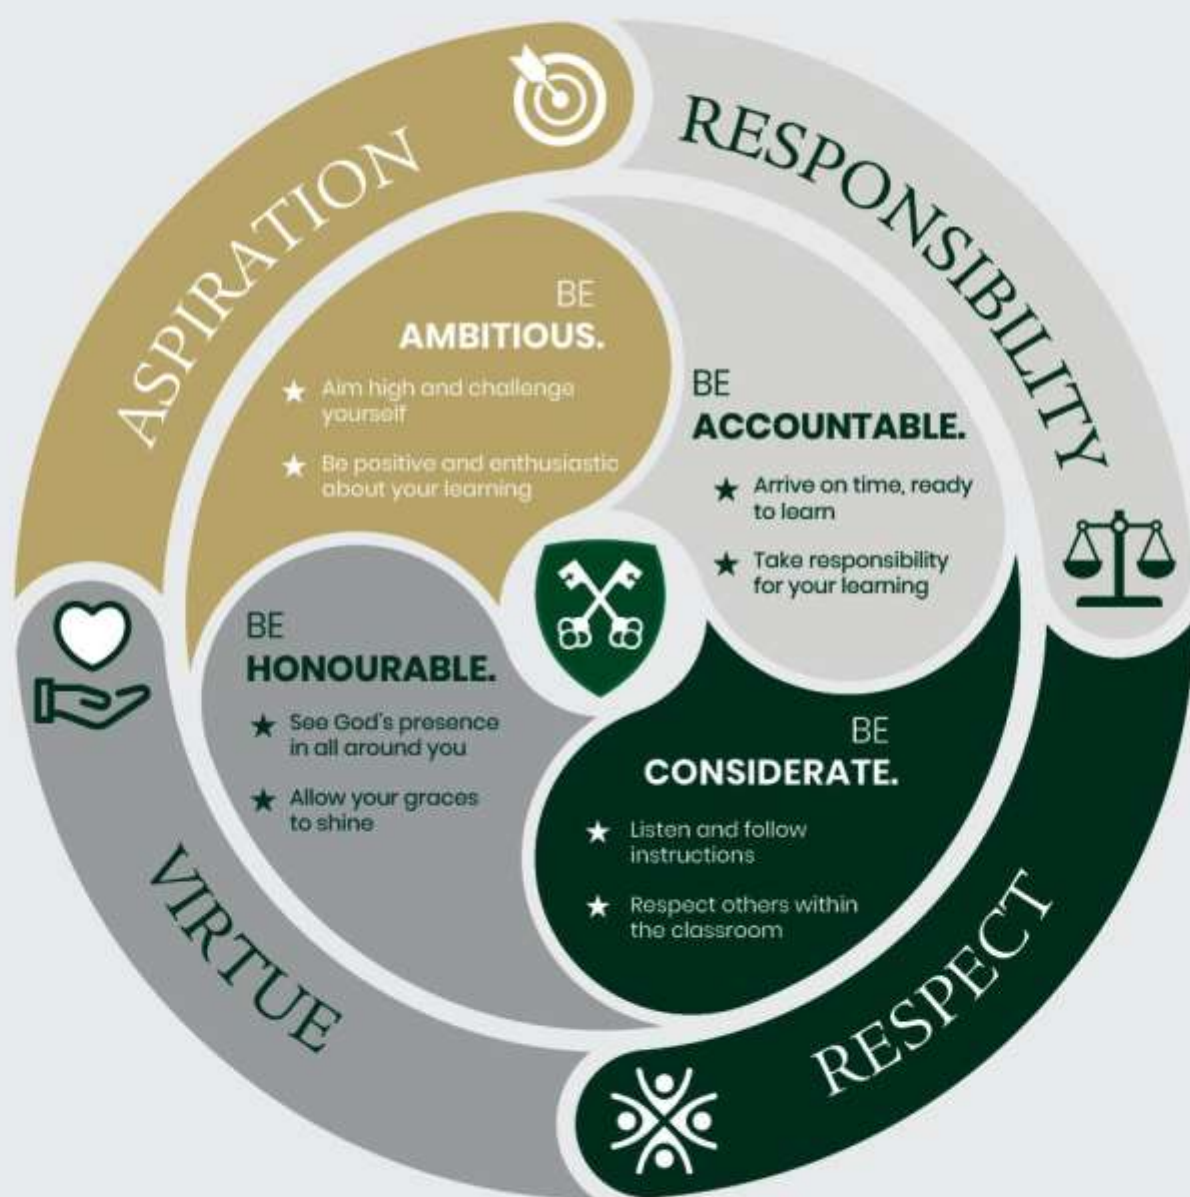 ASPIRATION
RESPONSIBILITY
BE
AMBITIOUS.
★ Aim high and challenge
yourself
★ Be positive and enthusiastic
about your learning
BE
ACCOUNTABLE.
★ Arrive on time, ready
to learn
★ Take responsibility
for your learning
BE
HONOURABLE.
★ See God's presence
in all around you
★ Allow your graces
to shine
BE
CONSIDERATE.
★ Listen and follow
instructions
★ Respect others within
the classroom
VIRTUE
RESPECT